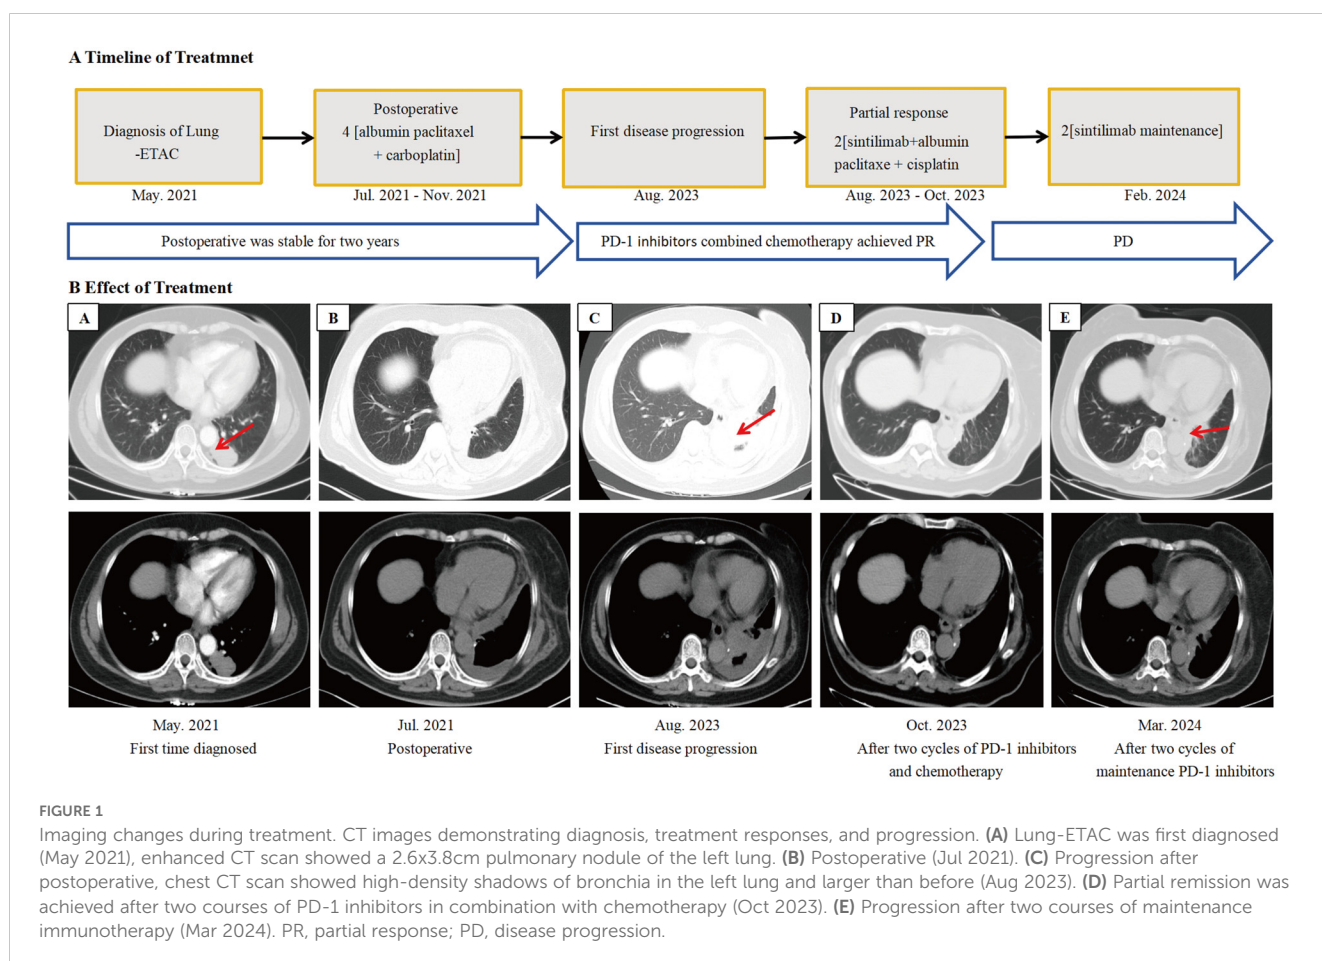 A Timeline of Treatmnet
Diagnosis of Lung
-ETAC
Postoperative
4 [albumin paclitaxel
+ carboplatin]
First disease progression
Partial response
2[sintilimab+albumin
paclitaxe + cisplatin
2[sintilimab maintenance]
May. 2021
Jul. 2021 - Nov. 2021
Aug. 2023
Aug. 2023 - Oct. 2023
Feb. 2024
Postoperative was stable for two years
PD-1 inhibitors combined chemotherapy achieved PR
PD
B Effect of Treatment
A
B
C
D
E
May. 2021
First time diagnosed
Jul. 2021
Postoperative
Aug. 2023
First disease progression
Oct. 2023
After two cycles of PD-1 inhibitors
and chemotherapy
Mar. 2024
After two cycles of
maintenance PD-1 inhibitors
FIGURE 1
Imaging changes during treatment. CT images demonstrating diagnosis, treatment responses, and progression. (A) Lung-ETAC was first diagnosed
(May 2021), enhanced CT scan showed a 2.6x3.8cm pulmonary nodule of the left lung. (B) Postoperative (Jul 2021). (C) Progression after
postoperative, chest CT scan showed high-density shadows of bronchia in the left lung and larger than before (Aug 2023). (D) Partial remission was
achieved after two courses of PD-1 inhibitors in combination with chemotherapy (Oct 2023). (E) Progression after two courses of maintenance
immunotherapy (Mar 2024). PR, partial response; PD, disease progression.